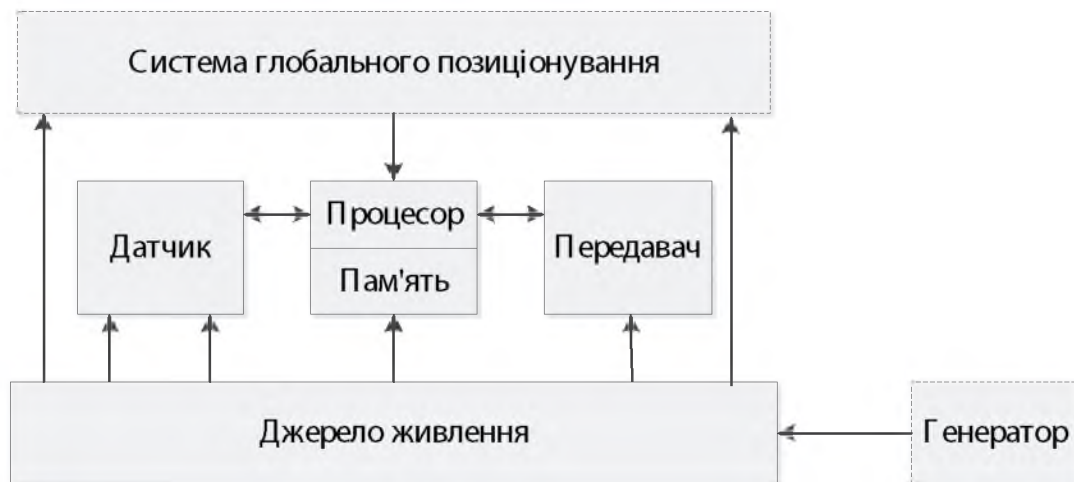 Система глобального позиціонування
Датчик
Процесор
Пам'ять
Передавач
Джерело живлення
Генератор